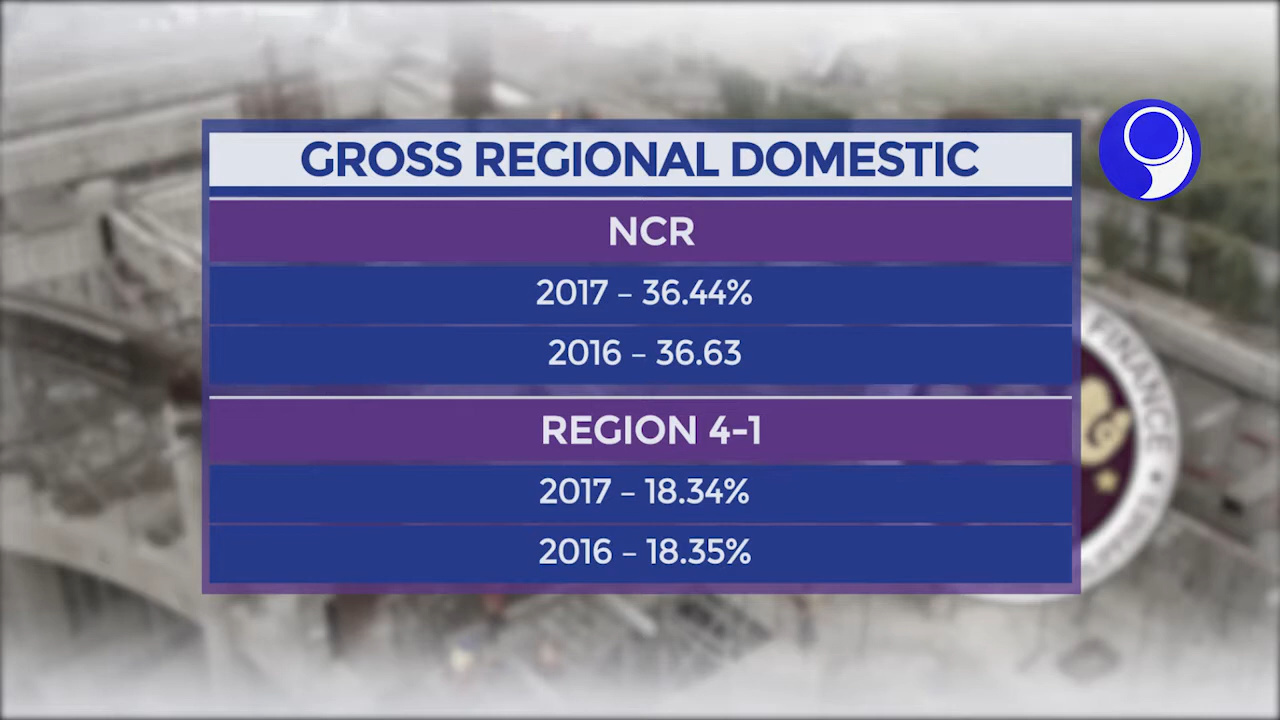 GROSS REGIONAL DOMESTIC
NCR
2017 – 36.44%
2016 – 36.63
REGION 4-1
2017 – 18.34%
2016 – 18.35%
FINANCE